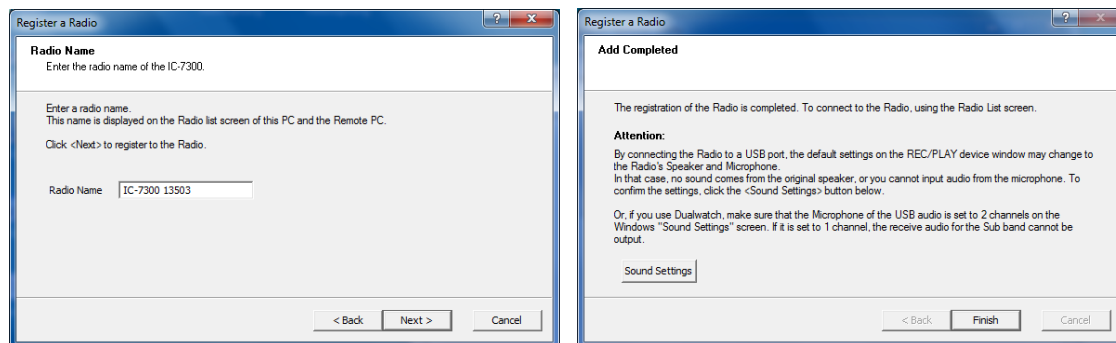 Register a Radio
Radio Name
Enter the radio name of the IC-7300.
Enter a radio name.
This name is displayed on the Radio list screen of this PC and the Remote PC.
Click <Next> to register to the Radio.
Radio Name IC-7300 13503
< Back Next > Cancel
Register a Radio
Add Completed
The registration of the Radio is completed. To connect to the Radio, using the Radio List screen.
Attention:
By connecting the Radio to a USB port, the default settings on the REC/PLAY device window may change to
the Radio's Speaker and Microphone.
In that case, no sound comes from the original speaker, or you cannot input audio from the microphone. To
confirm the settings, click the <Sound Settings> button below.
Or, if you use Dualwatch, make sure that the Microphone of the USB audio is set to 2 channels on the
Windows "Sound Settings" screen. If it is set to 1 channel, the receive audio for the Sub band cannot be
output.
Sound Settings
< Back Finish Cancel